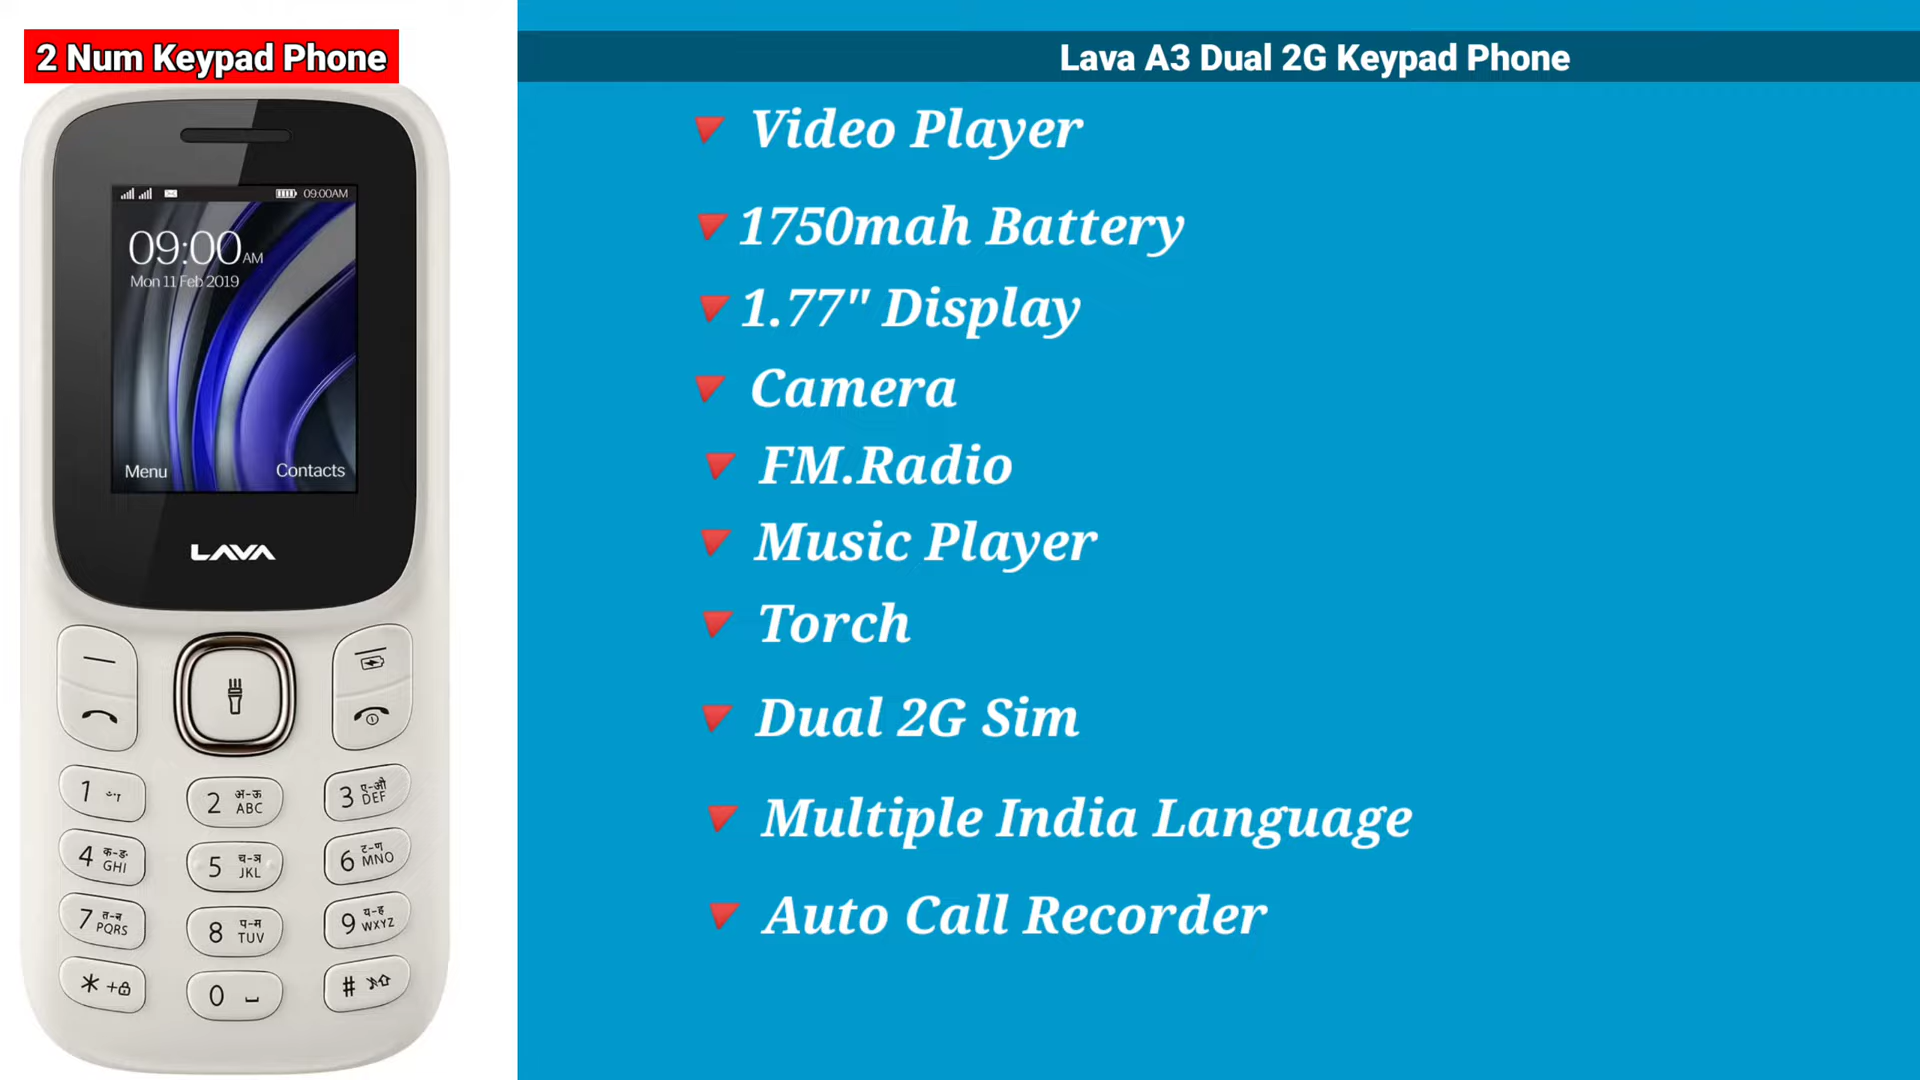 2 Num Keypad Phone
Lava A3 Dual 2G Keypad Phone
Video Player
1750mah Battery
1.77" Display
Camera
FM.Radio
Music Player
Torch
Dual 2G Sim
Multiple India Language
Auto Call Recorder
09:00AM
09:00AM
Mon 11 Feb 2019
Menu Contacts
LAVA
1
2 अ-ऊ ABC
3 ए-औ DEF
4 क-ङ GHI
5 च-ञ JKL
6 ट-ण MNO
7 त-न PQRS
8 प-म TUV
9 य-ह WXYZ
* +
0
#